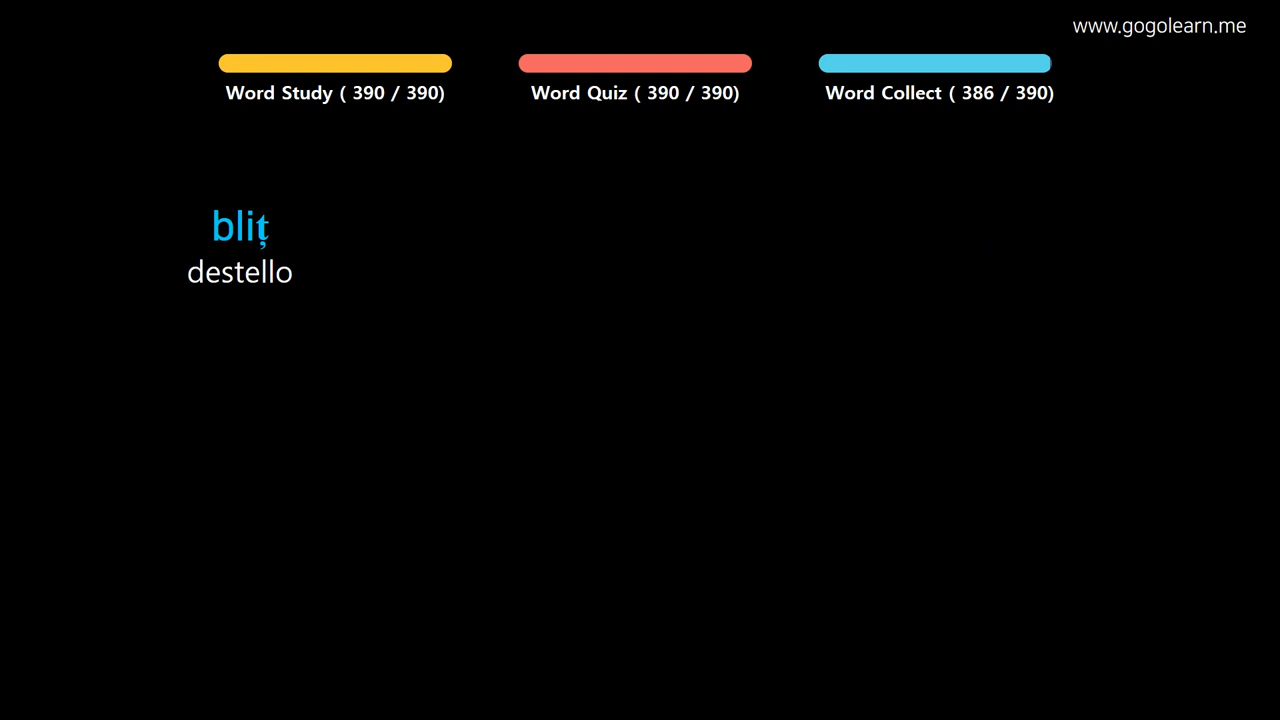 www.gogolearn.me
Word Study ( 390 / 390)
Word Quiz ( 390 / 390)
Word Collect ( 386 / 390)
bliț
destello